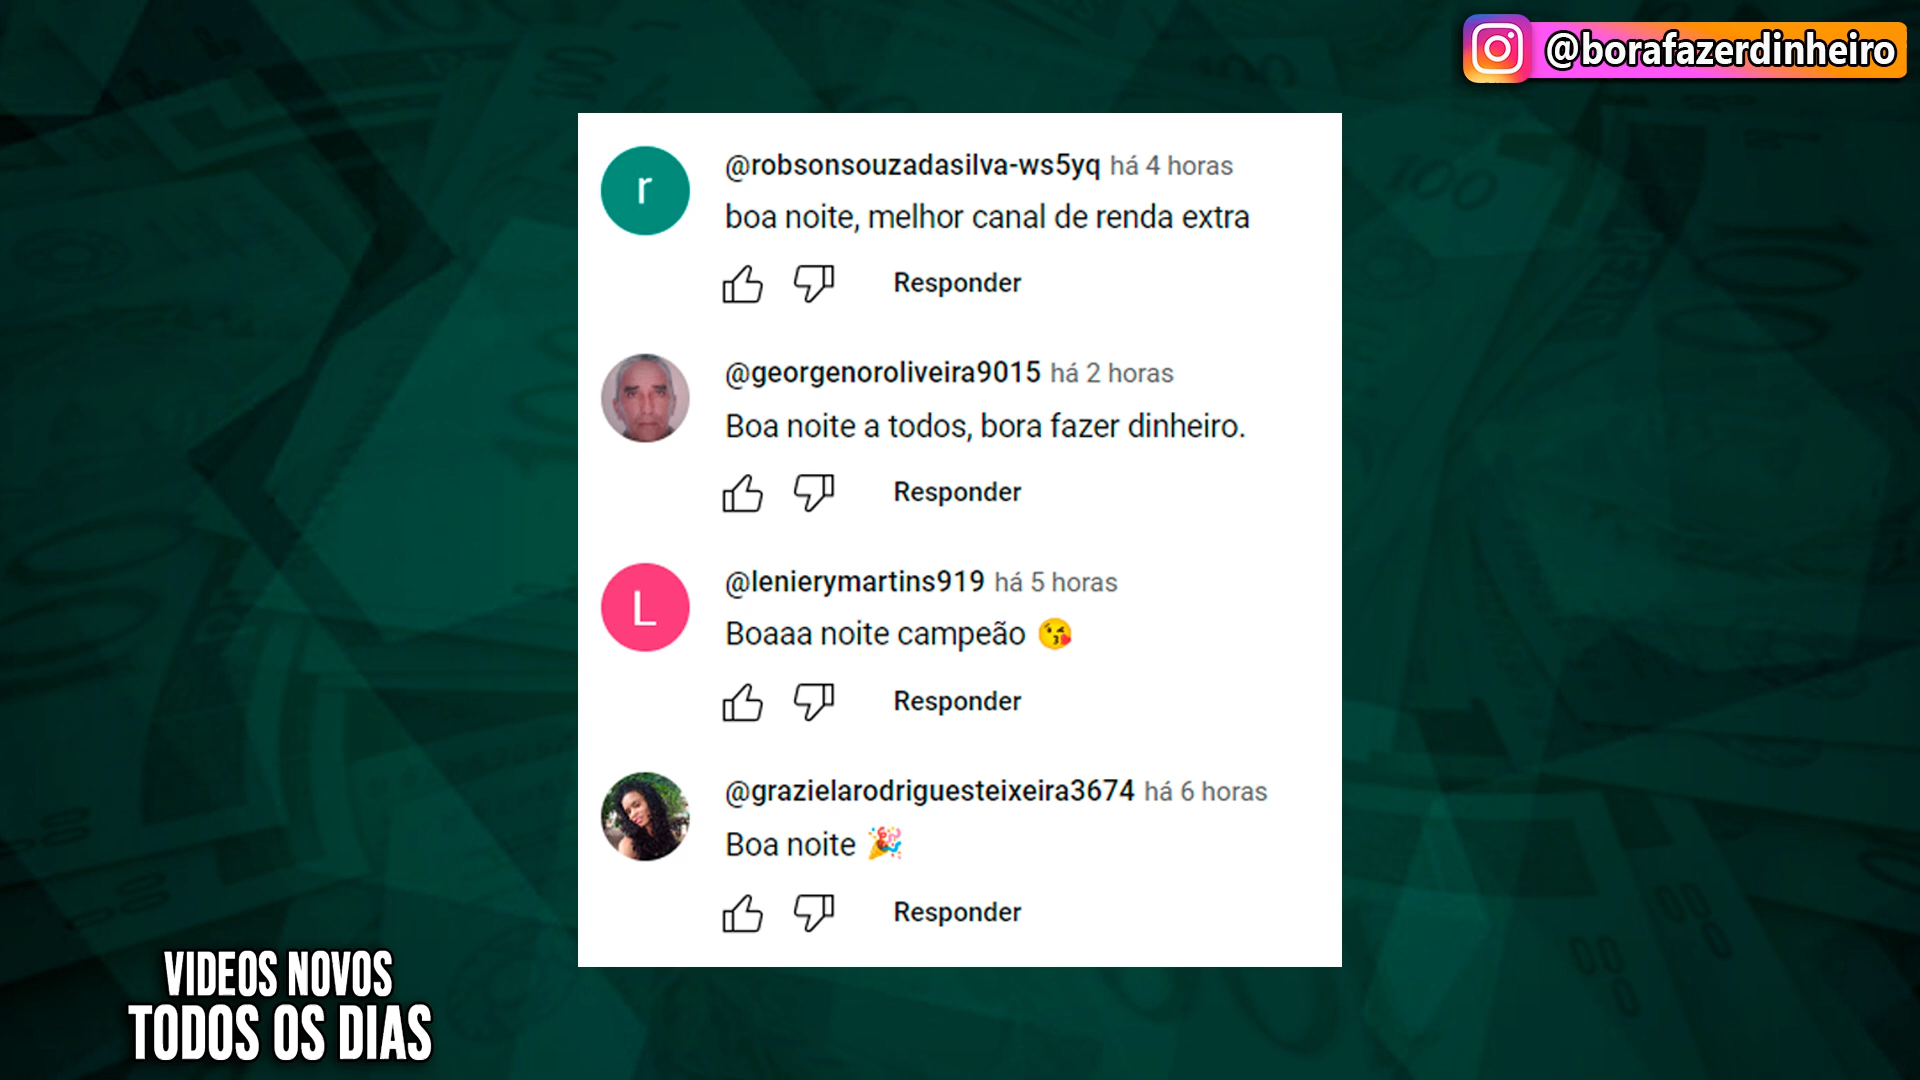 @borafazerdinheiro
@robsonsouzadasilva-ws5yq há 4 horas
boa noite, melhor canal de renda extra
Responder
@georgenoroliveira9015 há 2 horas
Boa noite a todos, bora fazer dinheiro.
Responder
@lenierymartins919 há 5 horas
Boaaa noite campeão 😘
Responder
@grazielarodriguesteixeira3674 há 6 horas
Boa noite 🎉
Responder
VIDEOS NOVOS
TODOS OS DIAS